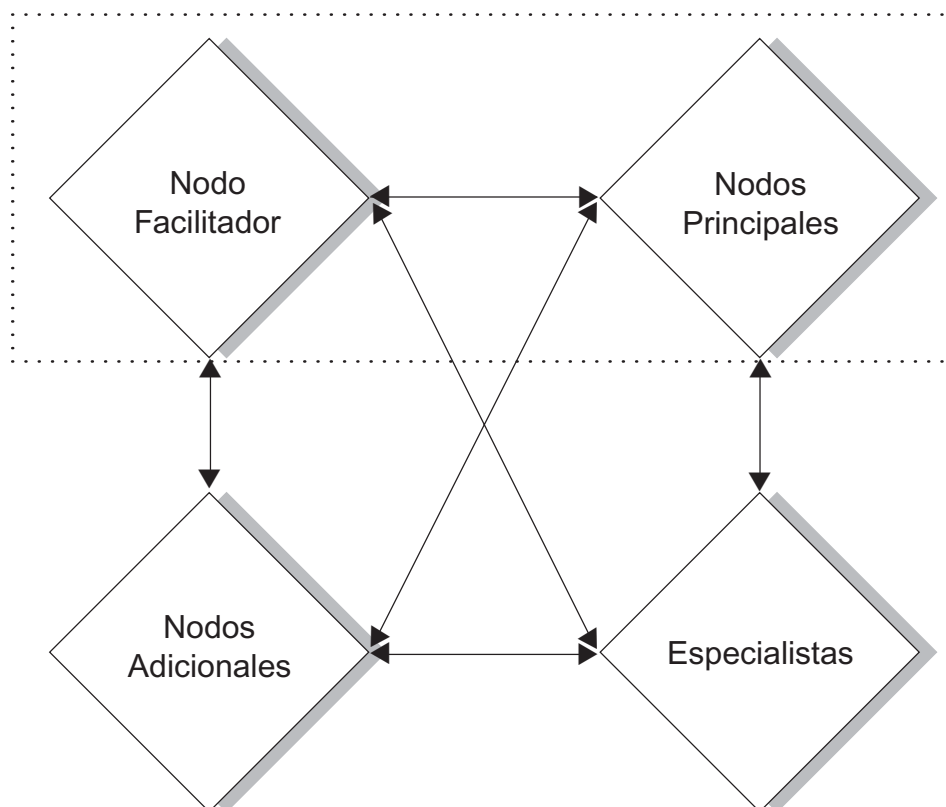 Nodo
Facilitador
Nodos
Principales
Nodos
Adicionales
Especialistas